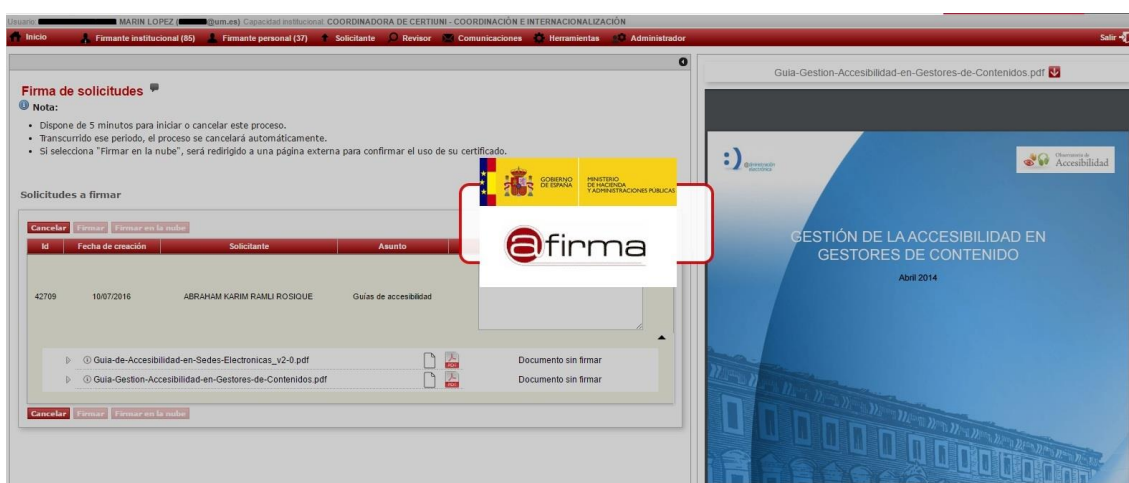 Usuario MARIN LOPEZ ( @um.es) Capacidad institucional: COORDINADORA DE CERTIUNI - COORDINACIÓN E INTERNACIONALIZACIÓN
Inicio Firmante institucional (85) Firmante personal (37) Solicitante Revisor Comunicaciones Herramientas Administrador Salir
Firma de solicitudes
Nota:
• Dispone de 5 minutos para iniciar o cancelar este proceso.
• Transcurrido ese periodo, el proceso se cancelará automáticamente.
• Si selecciona "Firmar en la nube", será redirigido a una página externa para confirmar el uso de su certificado.
Solicitudes a firmar
Cancelar Firmar Firmar en la nube
Id Fecha de creación Solicitante Asunto
42709 10/07/2016 ABRAHAM KARIM RAMLI ROSIQUE Guías de accesibilidad
Guia-de-Accesibilidad-en-Sedes-Electronicas_v2-0.pdf Documento sin firmar
Guia-Gestion-Accesibilidad-en-Gestores-de-Contenidos.pdf Documento sin firmar
Cancelar Firmar Firmar en la nube
GOBIERNO
DE ESPAÑA
MINISTERIO
DE HACIENDA
Y ADMINISTRACIONES PÚBLICAS
@firma
Guia-Gestion-Accesibilidad-en-Gestores-de-Contenidos.pdf
Observatorio de
Accesibilidad
GESTIÓN DE LA ACCESIBILIDAD EN
GESTORES DE CONTENIDO
Abril 2014